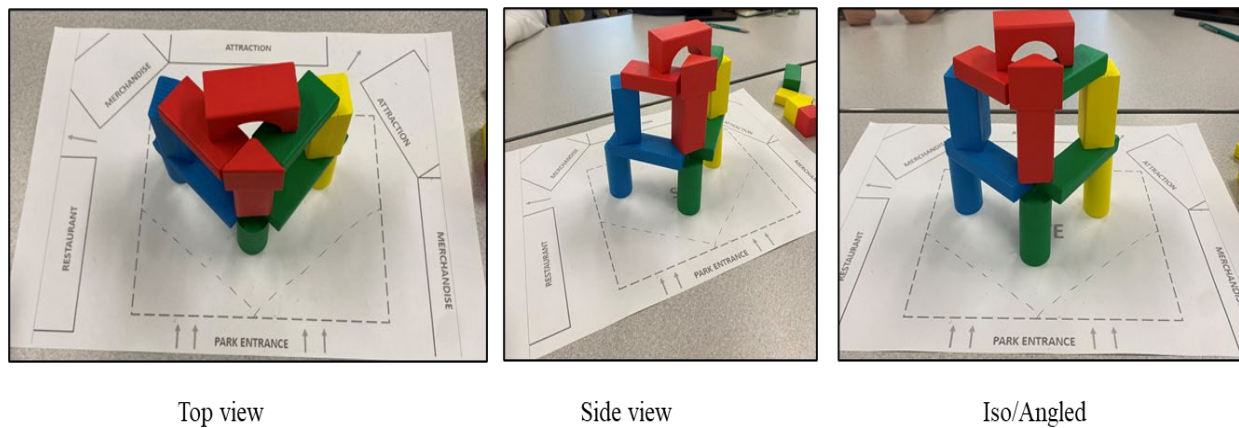 ATTRACTION
MERCHANDISE
ATTRACTION
RESTAURANT
MERCHANDISE
PARK ENTRANCE
MERCHANDISE
ATTRACTION
MERCHANDISE
S
RESTAURANT
PARK ENTRANCE
MERCHANDISE
ATTRACTION
RESTAURANT
E
MERCHANDISE
PARK ENTRANCE
Top view
Side view
Iso/Angled